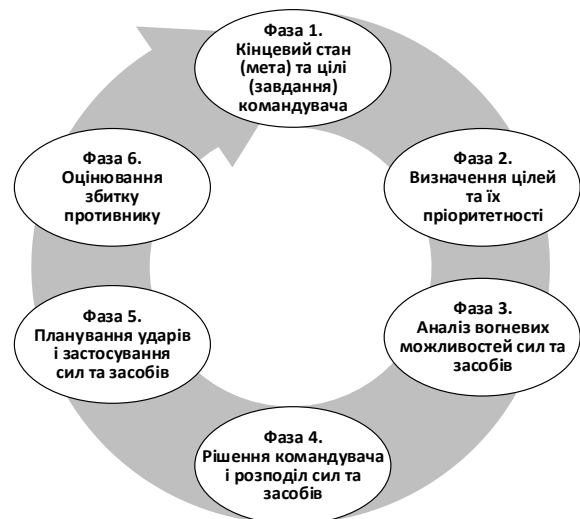 Фаза 1.
Кінцевий стан
(мета) та цілі
(завдання)
командувача
Фаза 2.
Визначення цілей
та їх
пріоритетності
Фаза 3.
Аналіз вогневих
можливостей сил та
засобів
Фаза 4.
Рішення командувача
і розподіл сил та
засобів
Фаза 5.
Планування ударів
і застосування
сил та засобів
Фаза 6.
Оцінювання
збитку
противнику